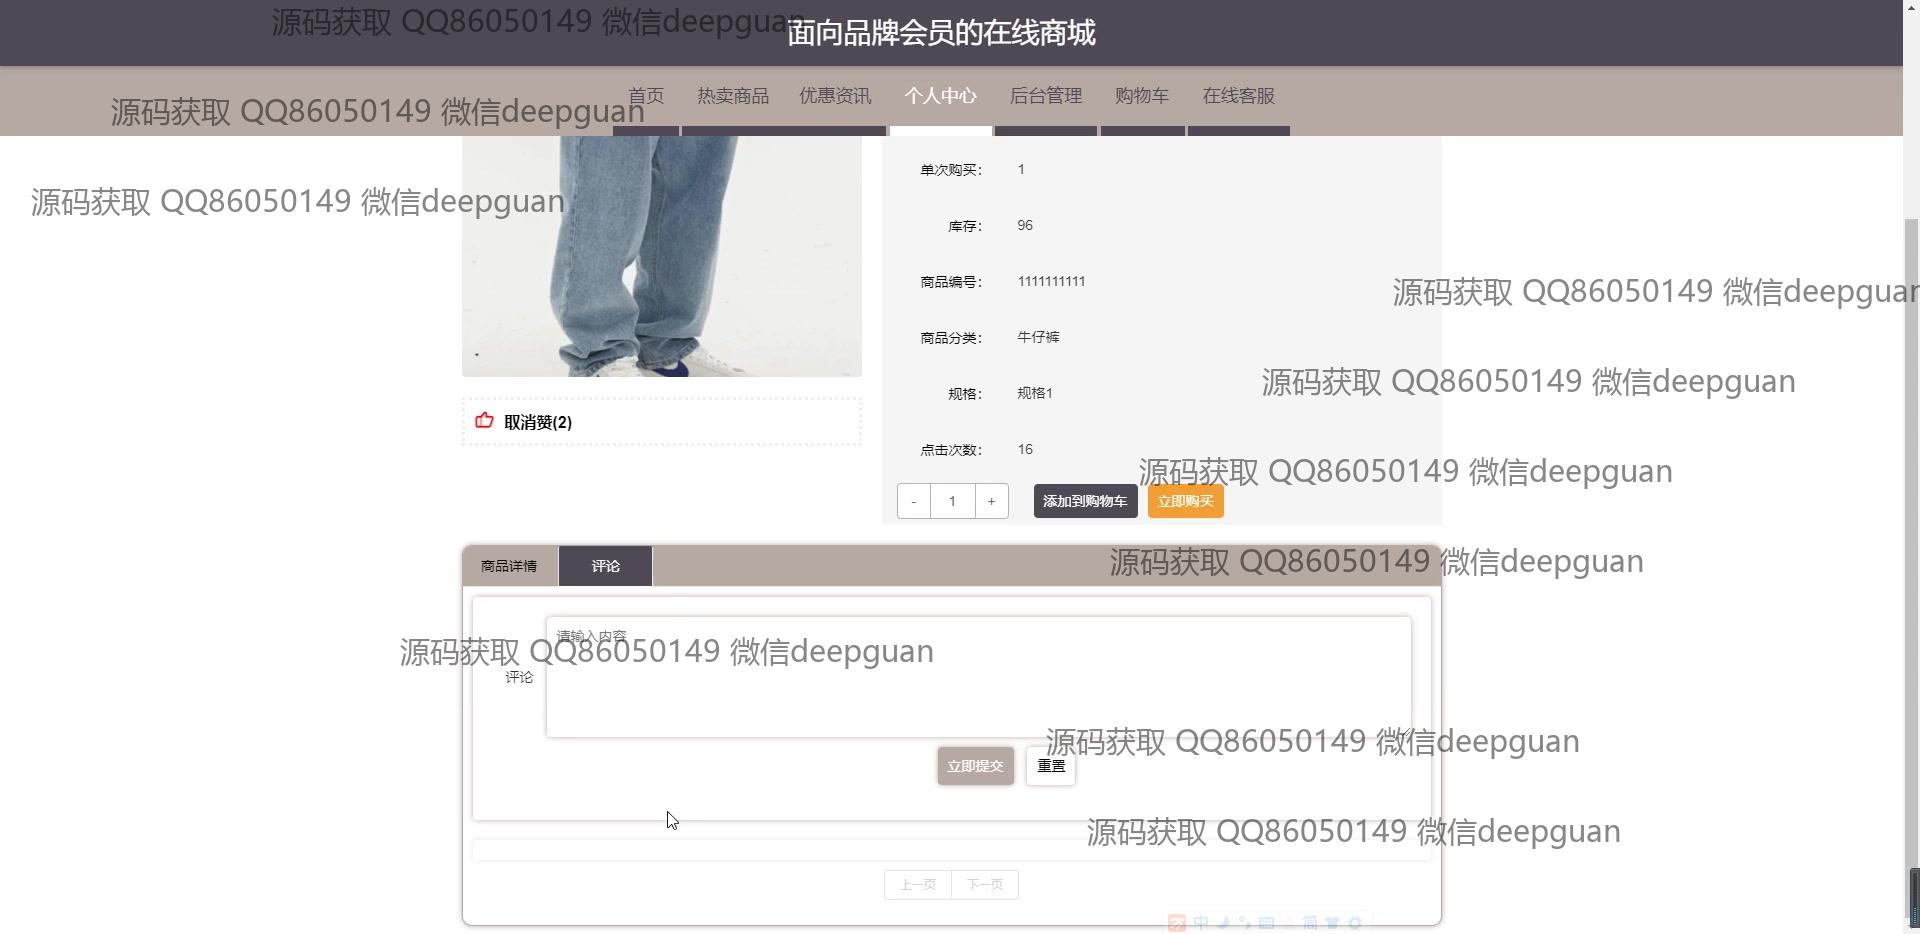 源码获取 QQ86050149 微信deepguan
面向品牌会员的在线商城
源码获取 QQ86050149 微信deepguan
首页 热卖商品 优惠资讯 个人中心 后台管理 购物车 在线客服
单次购买： 1
源码获取 QQ86050149 微信deepguan
库存： 96
商品编号： 1111111111
源码获取 QQ86050149 微信deepguan
商品分类： 牛仔裤
源码获取 QQ86050149 微信deepguan
规格： 规格1
取消赞(2)
点击次数： 16
源码获取 QQ86050149 微信deepguan
- 1 + 添加到购物车 立即购买
商品详情 评论
源码获取 QQ86050149 微信deepguan
请输入内容
源码获取 QQ86050149 微信deepguan
评论
源码获取 QQ86050149 微信deepguan
立即提交 重置
源码获取 QQ86050149 微信deepguan
上一页 下一页
中 简